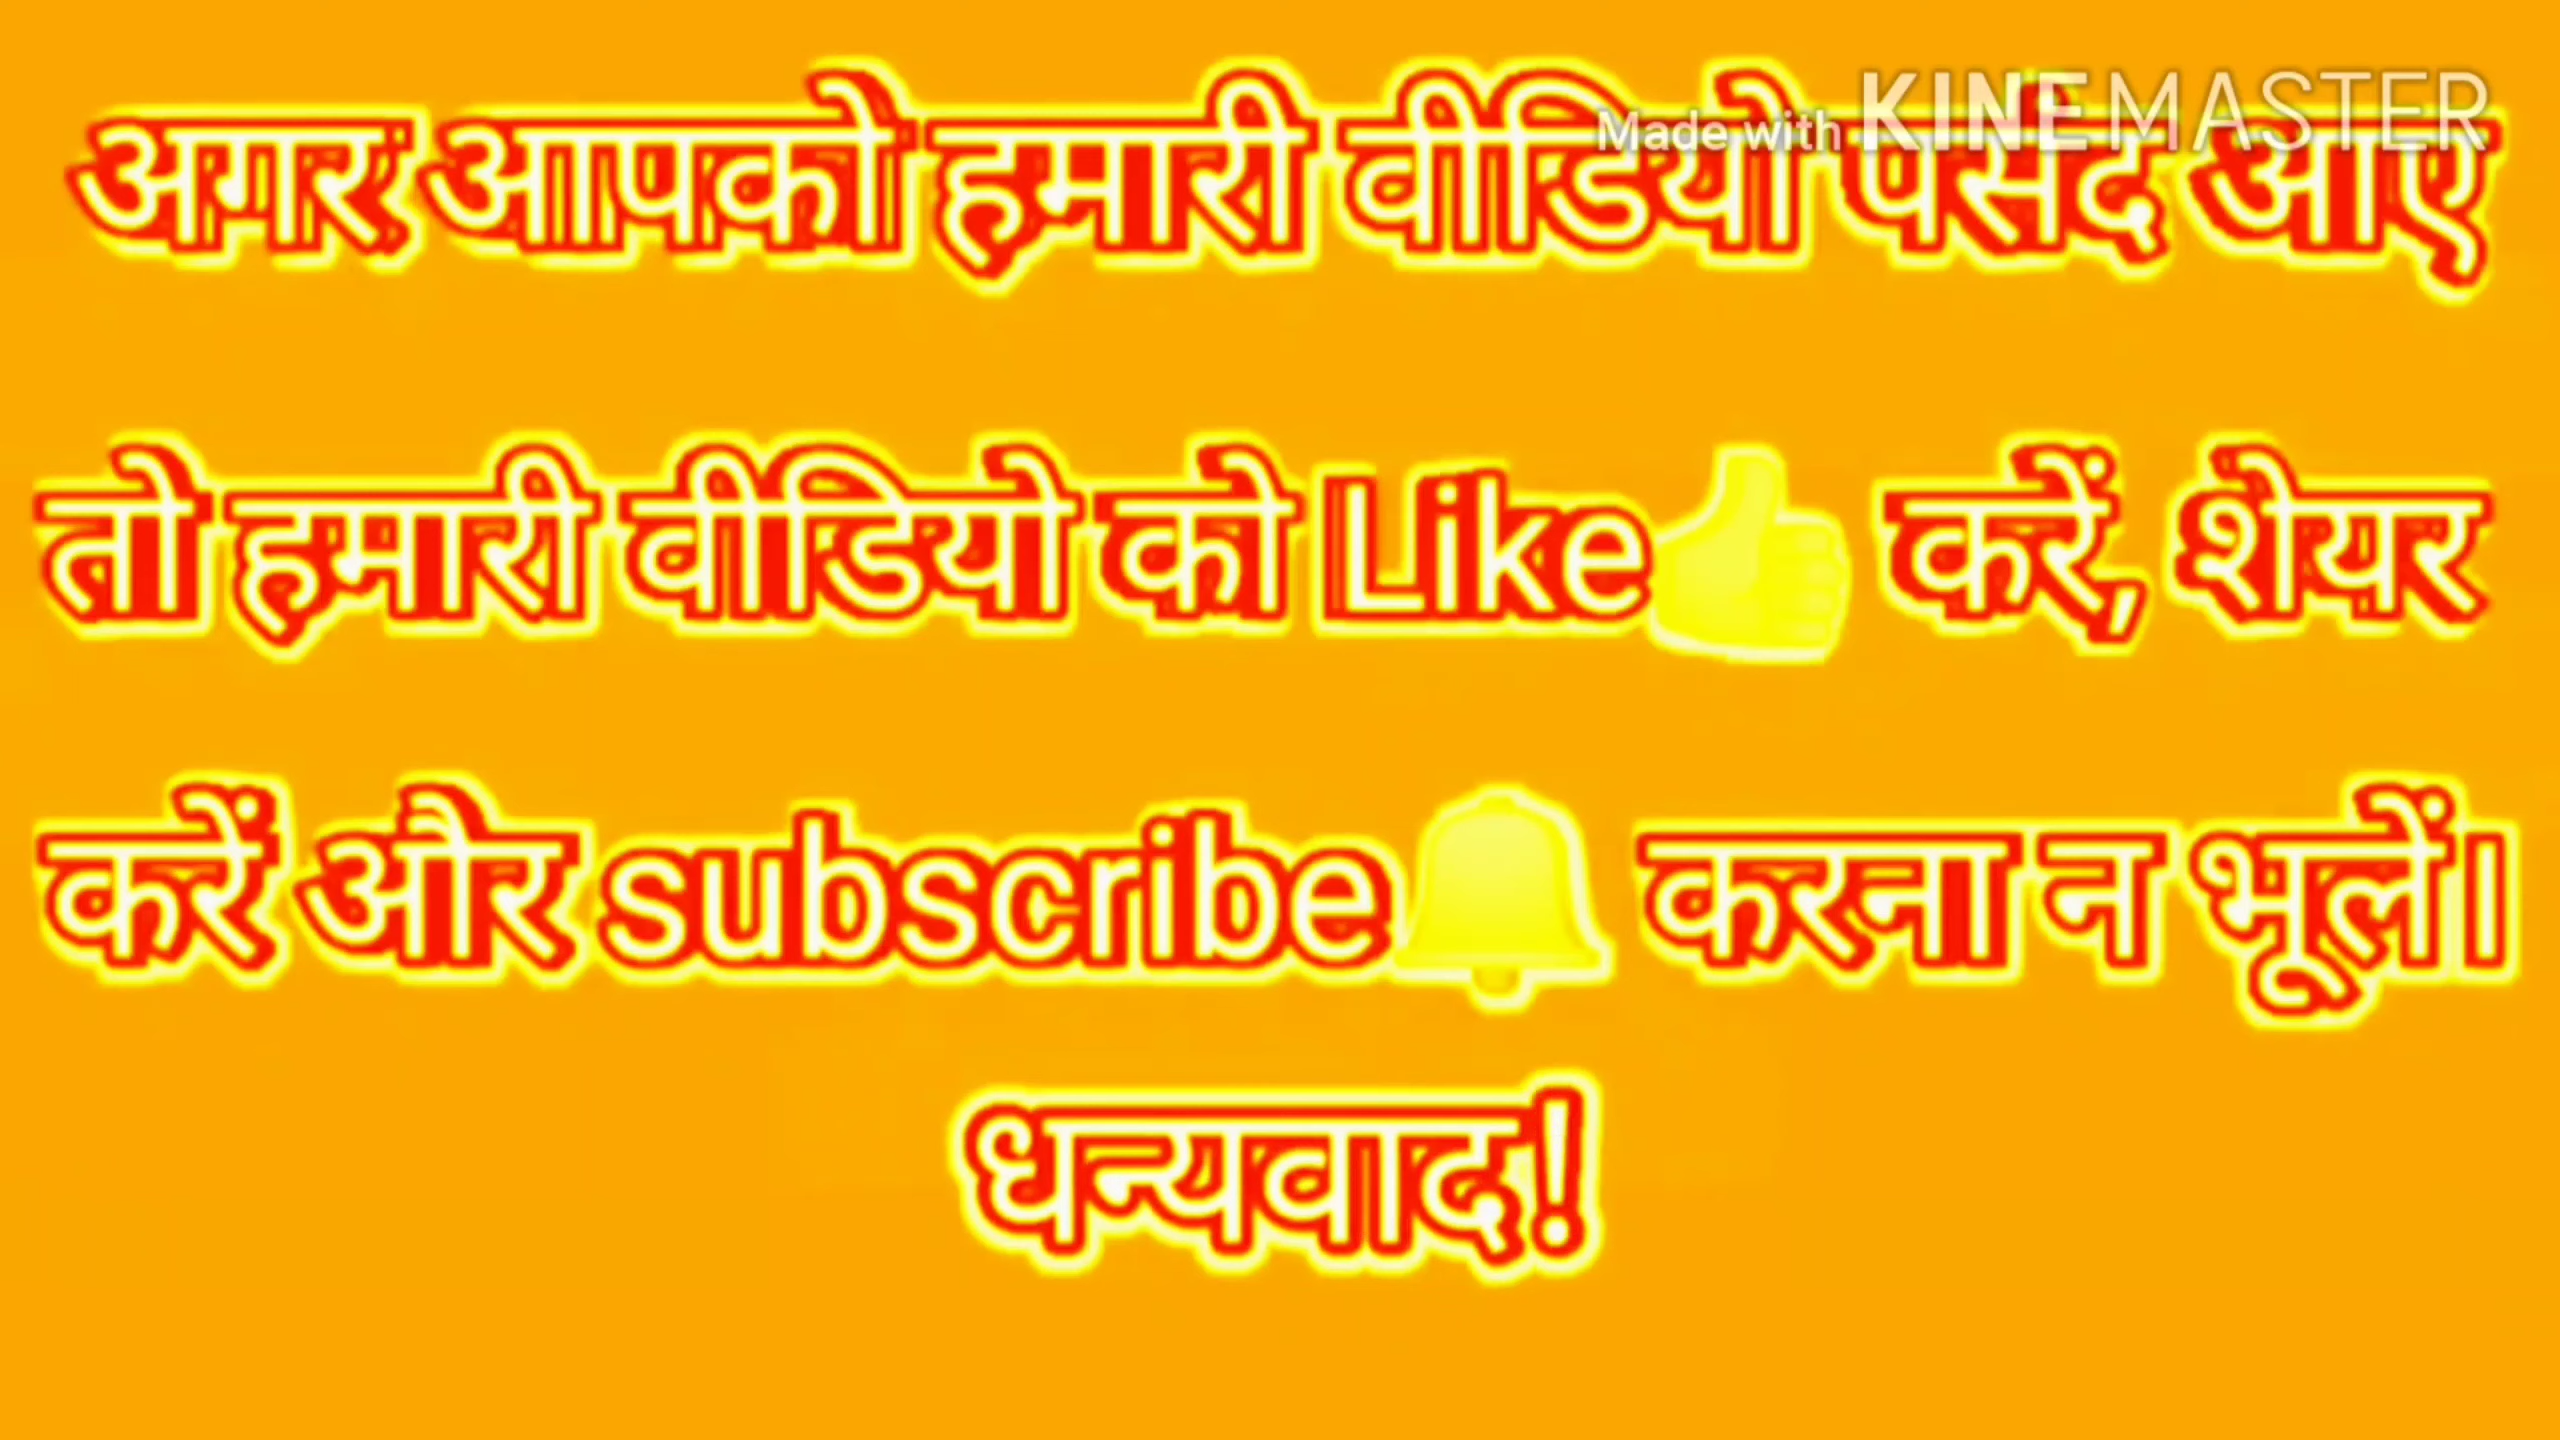 Made with KINEMASTER
अगर आपको हमारी वीडियो पसंद आए
तो हमारी वीडियो को Like👍 करें, शेयर
करें और subscribe🔔 करना न भूलें।
धन्यवाद!